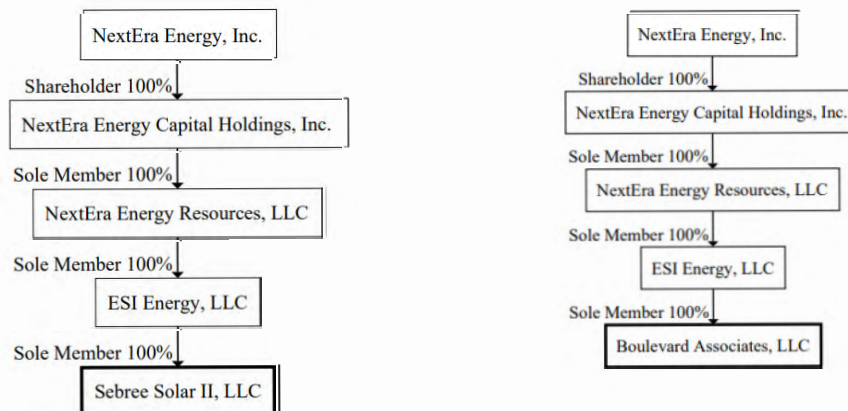 NextEra Energy, Inc.
Shareholder 100%
NextEra Energy Capital Holdings, Inc.
Sole Member 100%
NextEra Energy Resources, LLC
Sole Member 100%
ESI Energy, LLC
Sole Member 100%
Sebree Solar II, LLC
NextEra Energy, Inc.
Shareholder 100%
NextEra Energy Capital Holdings, Inc.
Sole Member 100%
NextEra Energy Resources, LLC
Sole Member 100%
ESI Energy, LLC
Sole Member 100%
Boulevard Associates, LLC